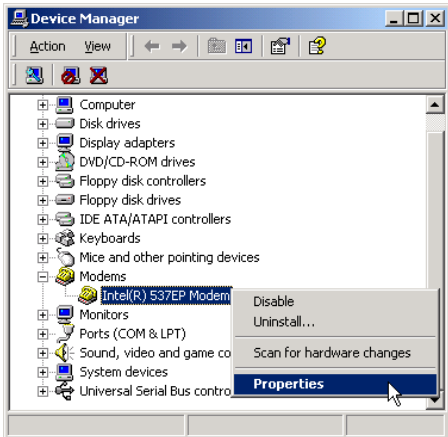 Device Manager
Action View
Computer
Disk drives
Display adapters
DVD/CD-ROM drives
Floppy disk controllers
Floppy disk drives
IDE ATA/ATAPI controllers
Keyboards
Mice and other pointing devices
Modems
Intel(R) 537EP Modem
Disable
Uninstall...
Scan for hardware changes
Properties
Monitors
Ports (COM & LPT)
Sound, video and game co
System devices
Universal Serial Bus contro